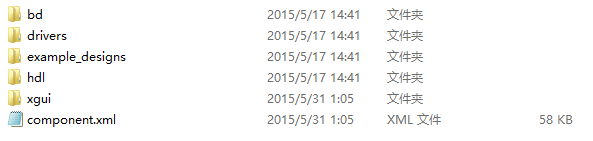 bd 2015/5/17 14:41 文件夹
drivers 2015/5/17 14:41 文件夹
example_designs 2015/5/17 14:41 文件夹
hdl 2015/5/17 14:41 文件夹
xgui 2015/5/31 1:05 文件夹
component.xml 2015/5/31 1:05 XML 文件 58 KB